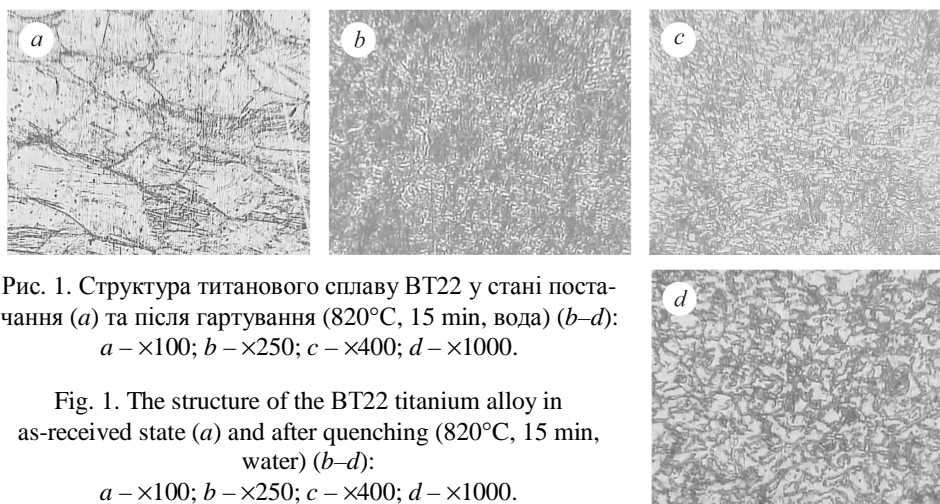 a
b
c
Рис. 1. Структура титанового сплаву ВТ22 у стані поста-
чання (a) та після гартування (820°С, 15 min, вода) (b–d):
a – ×100; b – ×250; c – ×400; d – ×1000.
d
Fig. 1. The structure of the ВТ22 titanium alloy in
as-received state (a) and after quenching (820°C, 15 min,
water) (b–d):
a – ×100; b – ×250; c – ×400; d – ×1000.